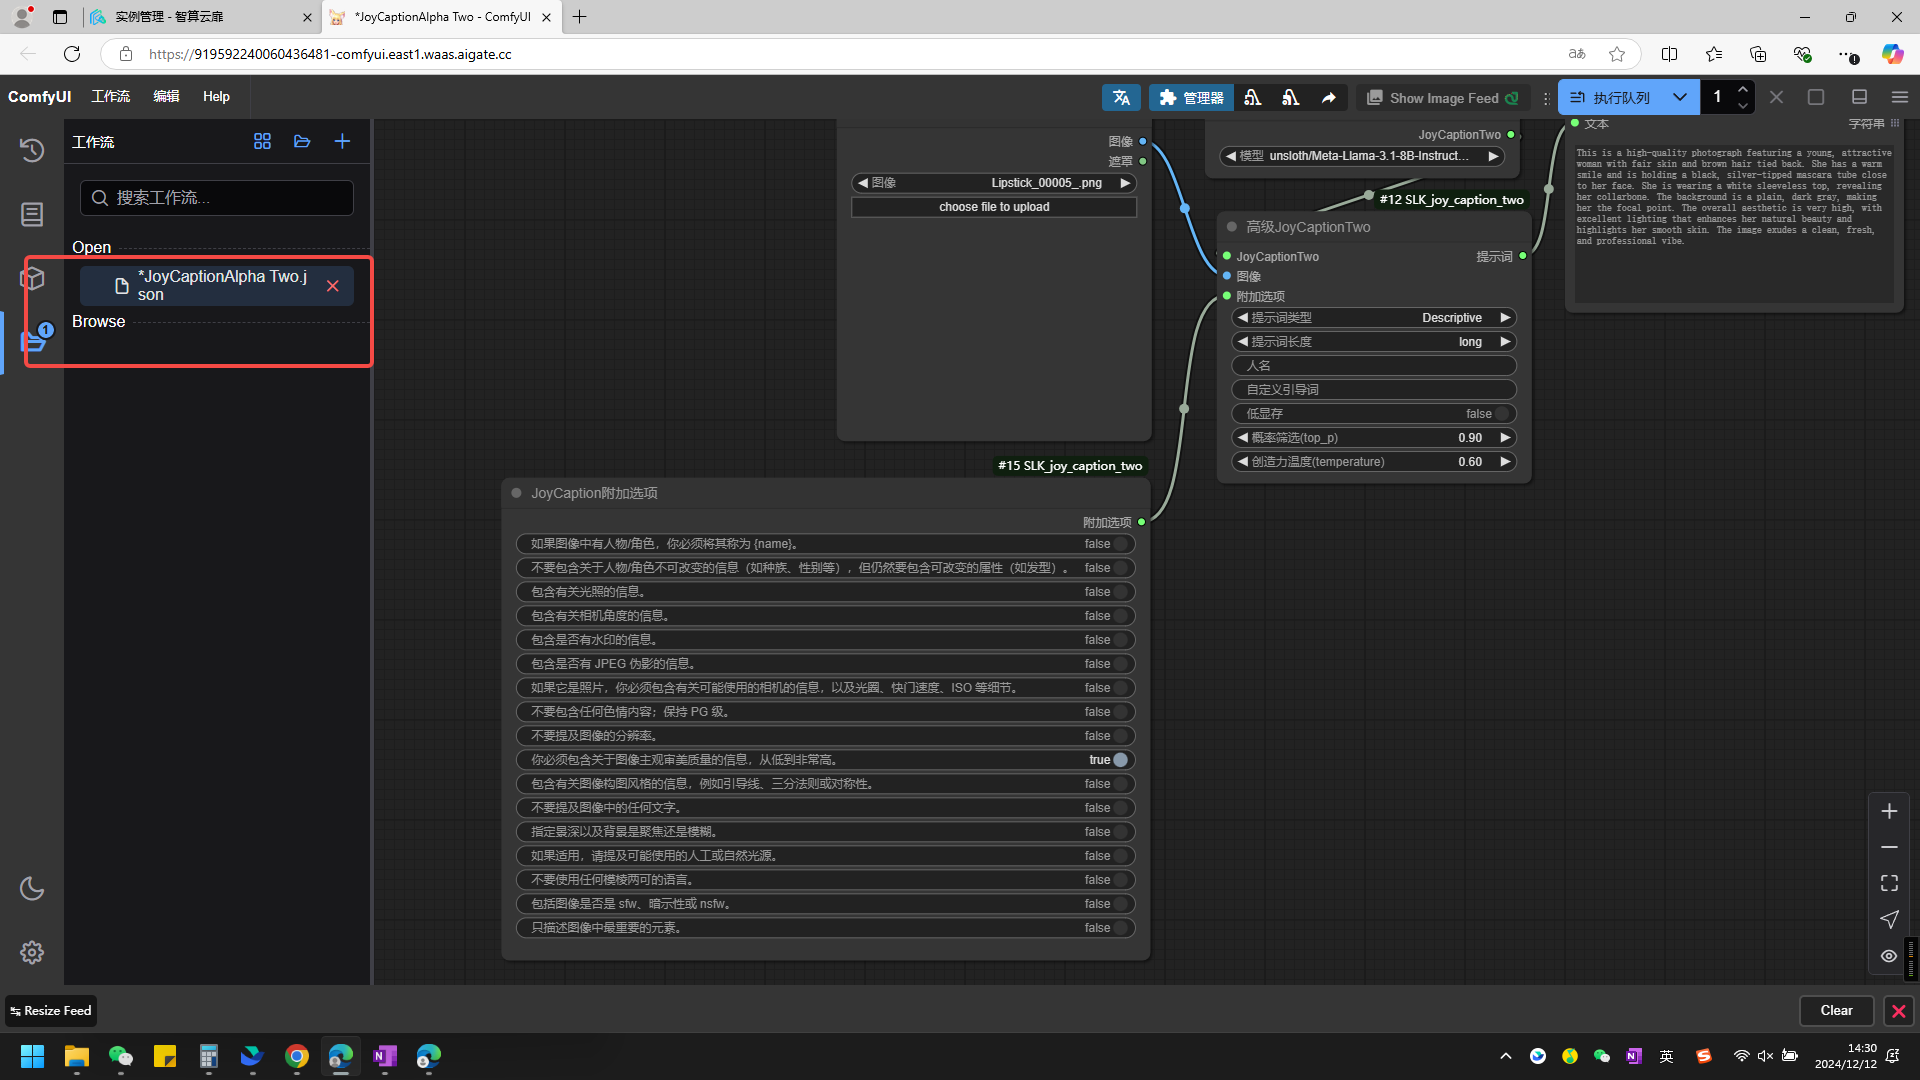 实例管理 - 智算云扉
*JoyCaptionAlpha Two - ComfyUI
https://919592240060436481-comfyui.east1.waas.aigate.cc
ComfyUI
工作流
编辑
Help
管理器
Show Image Feed
执行队列
1
工作流
搜索工作流...
Open
*JoyCaptionAlpha Two.j
son
Browse
1
图像
遮罩
图像
Lipstick_00005_.png
choose file to upload
JoyCaptionTwo
模型 unsloth/Meta-Llama-3.1-8B-Instruct...
#12 SLK_joy_caption_two
高级JoyCaptionTwo
JoyCaptionTwo
提示词
图像
附加选项
提示词类型 Descriptive
提示词长度 long
人名
自定义引导词
低显存 false
概率筛选(top_p) 0.90
创造力温度(temperature) 0.60
文本
字符串
This is a high-quality photograph featuring a young, attractive
woman with fair skin and brown hair tied back. She has a warm
smile and is holding a black, silver-tipped mascara tube close
to her face. She is wearing a white sleeveless top, revealing
her collarbone. The background is a plain, dark gray, making
her the focal point. The overall aesthetic is very high, with
excellent lighting that enhances her natural beauty and
highlights her smooth skin. The image exudes a clean, fresh,
and professional vibe.
#15 SLK_joy_caption_two
JoyCaption附加选项
附加选项
如果图像中有人物/角色，你必须将其称为 {name}。 false
不要包含关于人物/角色不可改变的信息（如种族、性别等），但仍然要包含可改变的属性（如发型）。 false
包含有关光照的信息。 false
包含有关相机角度的信息。 false
包含是否有水印的信息。 false
包含是否有 JPEG 伪影的信息。 false
如果它是照片，你必须包含有关可能使用的相机的信息，以及光圈、快门速度、ISO 等细节。 false
不要包含任何色情内容；保持 PG 级。 false
不要提及图像的分辨率。 false
你必须包含关于图像主观审美质量的信息，从低到非常高。 true
包含有关图像构图风格的信息，例如引导线、三分法则或对称性。 false
不要提及图像中的任何文字。 false
指定景深以及背景是聚焦还是模糊。 false
如果适用，请提及可能使用的人工或自然光源。 false
不要使用任何模棱两可的语言。 false
包括图像是否是 sfw、暗示性或 nsfw。 false
只描述图像中最重要的元素。 false
Resize Feed
Clear
英
14:30
2024/12/12